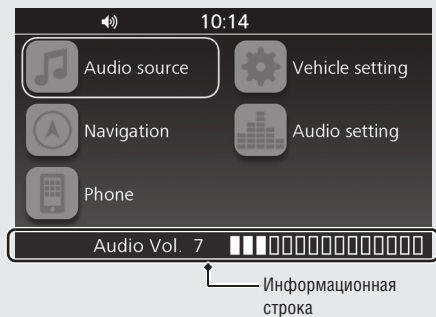 10:14
Audio source
Vehicle setting
Navigation
Audio setting
Phone
Audio Vol. 7
Информационная
строка